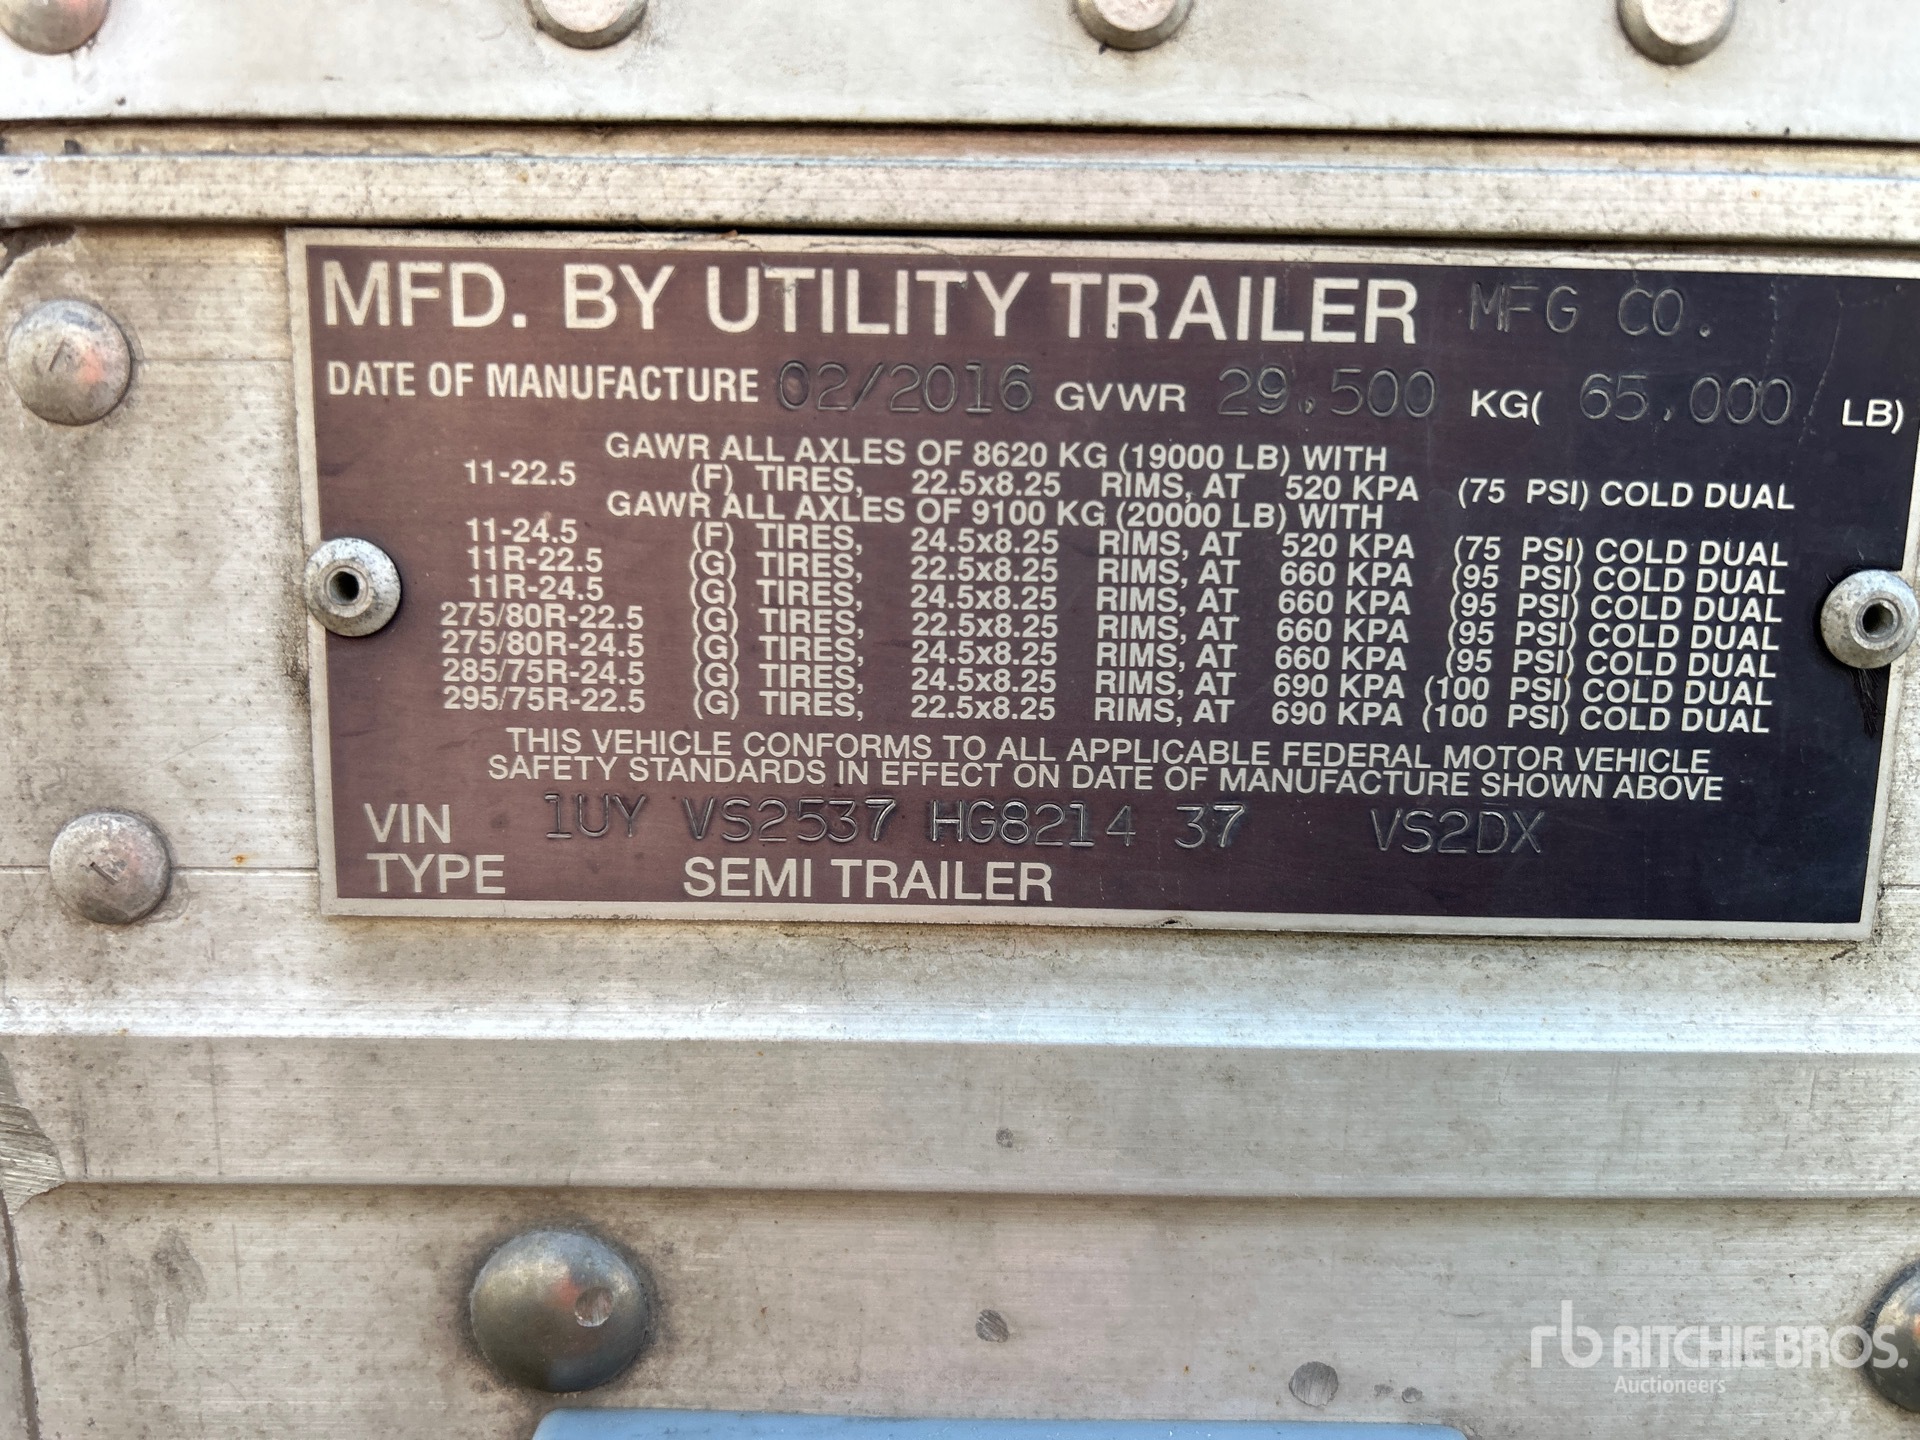 MFD. BY UTILITY TRAILER MFG CO.
DATE OF MANUFACTURE 02/2016 GVWR 29,500 KG( 65,000 LB)
GAWR ALL AXLES OF 8620 KG (19000 LB) WITH
11-22.5 (F) TIRES, 22.5x8.25 RIMS, AT 520 KPA (75 PSI) COLD DUAL
GAWR ALL AXLES OF 9100 KG (20000 LB) WITH
11-24.5 (F) TIRES, 24.5x8.25 RIMS, AT 520 KPA (75 PSI) COLD DUAL
11R-22.5 (G) TIRES, 22.5x8.25 RIMS, AT 660 KPA (95 PSI) COLD DUAL
11R-24.5 (G) TIRES, 24.5x8.25 RIMS, AT 660 KPA (95 PSI) COLD DUAL
275/80R-22.5 (G) TIRES, 22.5x8.25 RIMS, AT 660 KPA (95 PSI) COLD DUAL
275/80R-24.5 (G) TIRES, 24.5x8.25 RIMS, AT 660 KPA (95 PSI) COLD DUAL
285/75R-24.5 (G) TIRES, 24.5x8.25 RIMS, AT 690 KPA (100 PSI) COLD DUAL
295/75R-22.5 (G) TIRES, 22.5x8.25 RIMS, AT 690 KPA (100 PSI) COLD DUAL
THIS VEHICLE CONFORMS TO ALL APPLICABLE FEDERAL MOTOR VEHICLE
SAFETY STANDARDS IN EFFECT ON DATE OF MANUFACTURE SHOWN ABOVE
VIN 1UY VS2537 HG8214 37 VS2DX
TYPE SEMI TRAILER
rb RITCHIE BROS.
Auctioneers